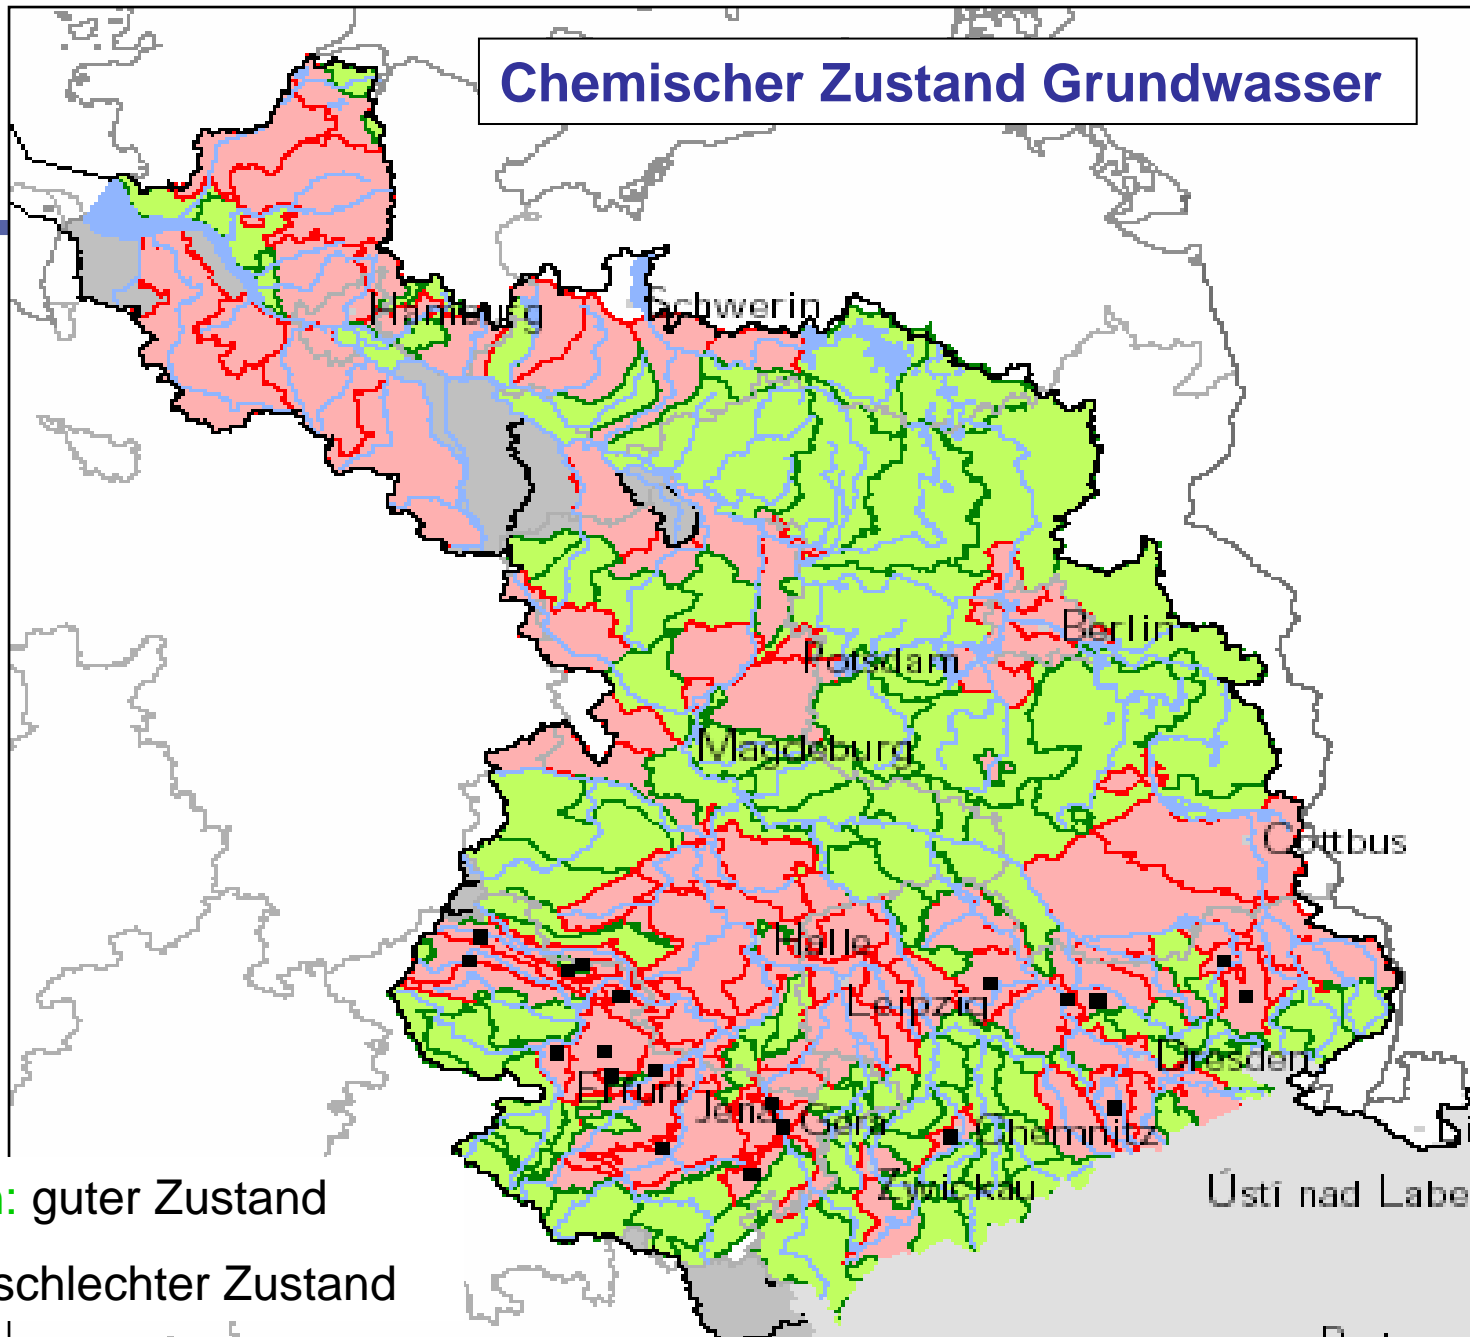 Chemischer Zustand Grundwasser
Hamburg
Schwerin
Berlin
Potsdam
Magdeburg
Cottbus
Halle
Leipzig
Dresden
Erfurt
Jena
Gera
Chemnitz
Zwickau
Ústí nad Labe
: guter Zustand
schlechter Zustand